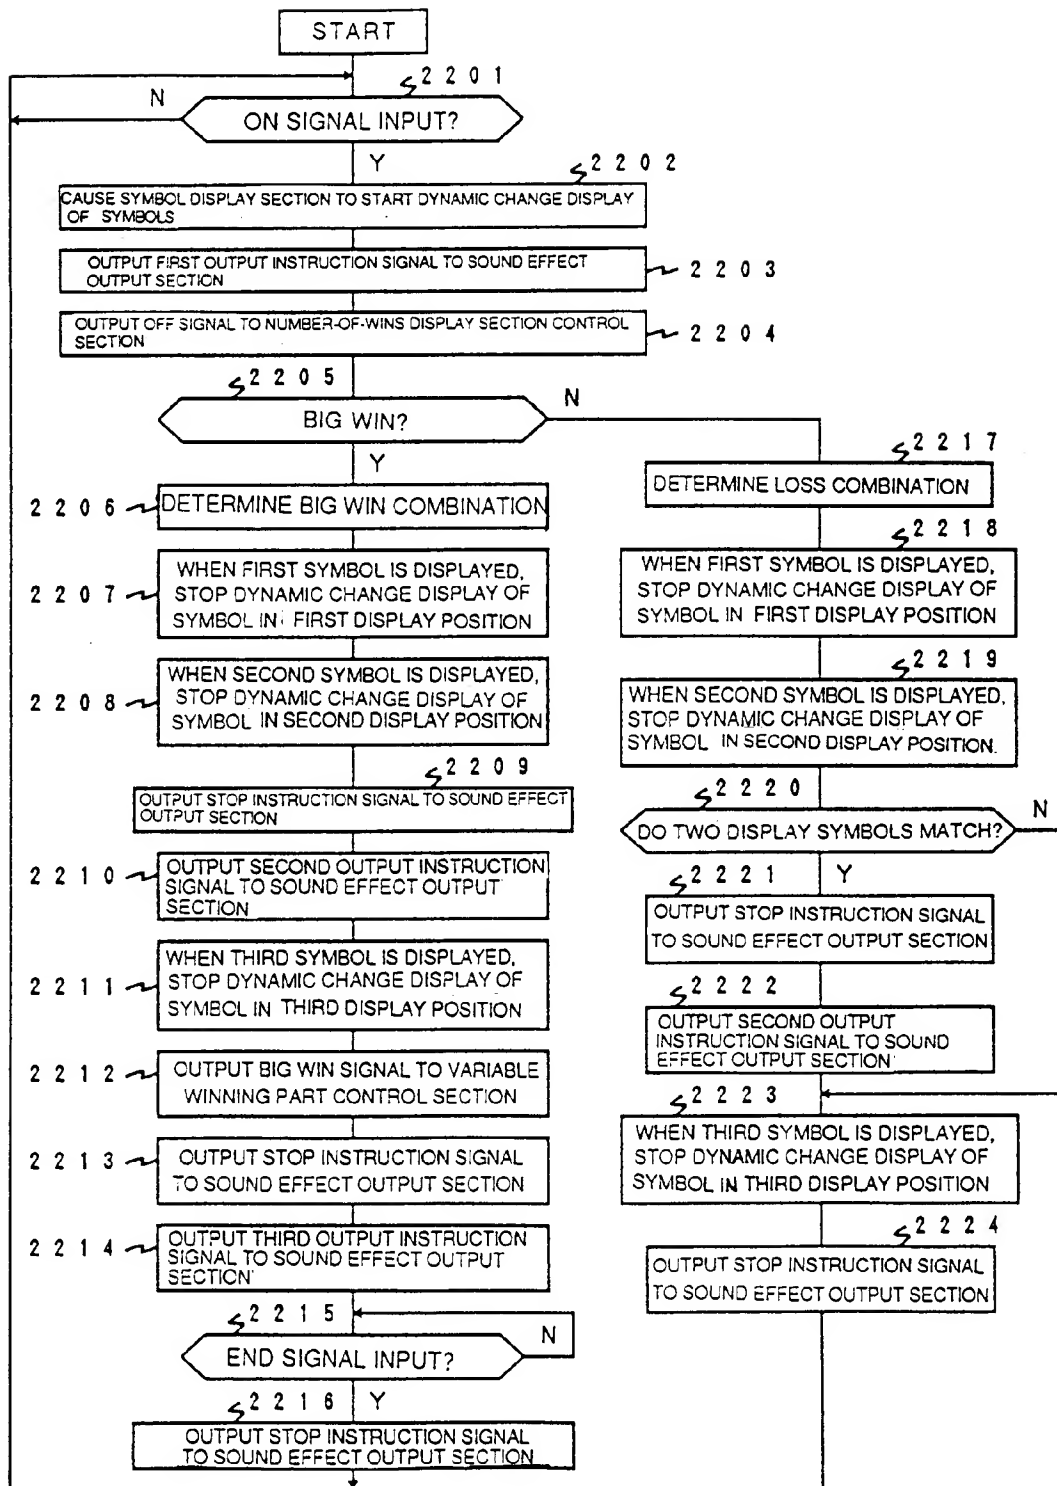 START
2201
N
ON SIGNAL INPUT?
Y
2202
CAUSE SYMBOL DISPLAY SECTION TO START DYNAMIC CHANGE DISPLAY
OF SYMBOLS
OUTPUT FIRST OUTPUT INSTRUCTION SIGNAL TO SOUND EFFECT
OUTPUT SECTION
2203
OUTPUT OFF SIGNAL TO NUMBER-OF-WINS DISPLAY SECTION CONTROL
SECTION
2204
2205
BIG WIN?
N
Y
2206
DETERMINE BIG WIN COMBINATION
2207
WHEN FIRST SYMBOL IS DISPLAYED,
STOP DYNAMIC CHANGE DISPLAY OF
SYMBOL IN FIRST DISPLAY POSITION
2208
WHEN SECOND SYMBOL IS DISPLAYED,
STOP DYNAMIC CHANGE DISPLAY OF
SYMBOL IN SECOND DISPLAY POSITION
2209
OUTPUT STOP INSTRUCTION SIGNAL TO SOUND EFFECT
OUTPUT SECTION
2210
OUTPUT SECOND OUTPUT INSTRUCTION
SIGNAL TO SOUND EFFECT OUTPUT
SECTION
2211
WHEN THIRD SYMBOL IS DISPLAYED,
STOP DYNAMIC CHANGE DISPLAY OF
SYMBOL IN THIRD DISPLAY POSITION
2212
OUTPUT BIG WIN SIGNAL TO VARIABLE
WINNING PART CONTROL SECTION
2213
OUTPUT STOP INSTRUCTION SIGNAL
TO SOUND EFFECT OUTPUT SECTION
2214
OUTPUT THIRD OUTPUT INSTRUCTION
SIGNAL TO SOUND EFFECT OUTPUT
SECTION
2215
N
END SIGNAL INPUT?
2216
Y
OUTPUT STOP INSTRUCTION SIGNAL
TO SOUND EFFECT OUTPUT SECTION
2217
DETERMINE LOSS COMBINATION
2218
WHEN FIRST SYMBOL IS DISPLAYED,
STOP DYNAMIC CHANGE DISPLAY OF
SYMBOL IN FIRST DISPLAY POSITION
2219
WHEN SECOND SYMBOL IS DISPLAYED,
STOP DYNAMIC CHANGE DISPLAY OF
SYMBOL IN SECOND DISPLAY POSITION.
2220
N
DO TWO DISPLAY SYMBOLS MATCH?
2221
Y
OUTPUT STOP INSTRUCTION SIGNAL
TO SOUND EFFECT OUTPUT SECTION
2222
OUTPUT SECOND OUTPUT
INSTRUCTION SIGNAL TO SOUND
EFFECT OUTPUT SECTION
2223
WHEN THIRD SYMBOL IS DISPLAYED,
STOP DYNAMIC CHANGE DISPLAY OF
SYMBOL IN THIRD DISPLAY POSITION
2224
OUTPUT STOP INSTRUCTION SIGNAL
TO SOUND EFFECT OUTPUT SECTION